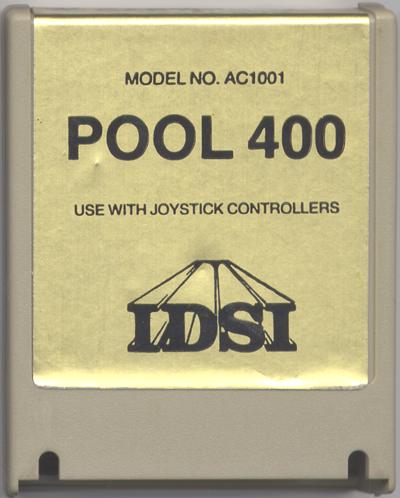 MODEL NO. AC1001
POOL 400
USE WITH JOYSTICK CONTROLLERS
IDSI